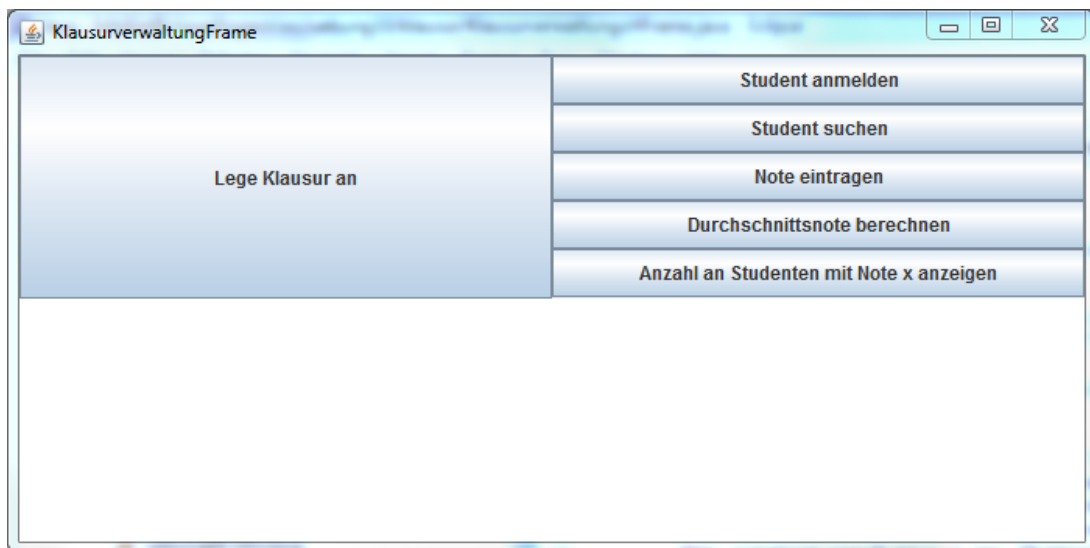 KlausurverwaltungFrame
Lege Klausur an
Student anmelden
Student suchen
Note eintragen
Durchschnittsnote berechnen
Anzahl an Studenten mit Note x anzeigen